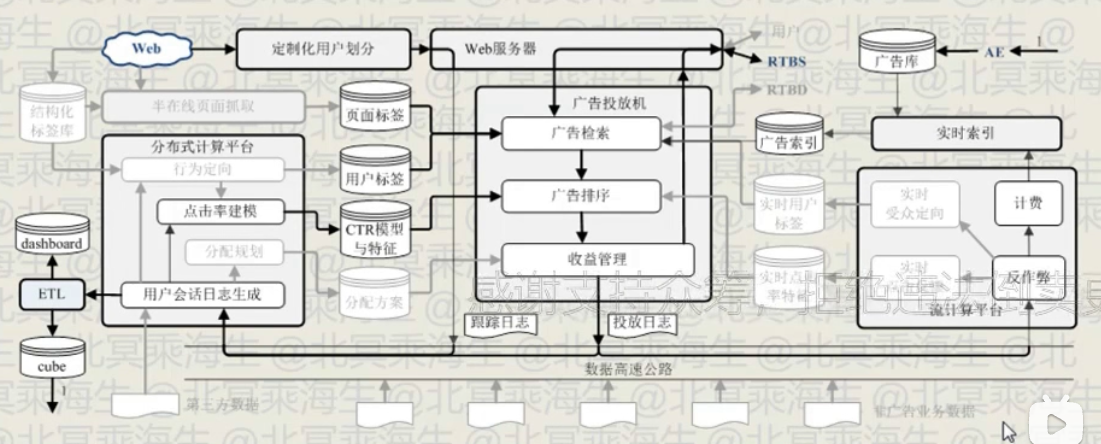 Web
定制化用户划分
Web服务器
用户
RTBS
RTBD
广告库
AE
1
结构化
标签库
半在线页面抓取
页面标签
广告投放机
广告检索
广告索引
实时索引
分布式计算平台
行为定向
用户标签
点击率建模
CTR模型
与特征
广告排序
实时用户
标签
实时
受众定向
计费
dashboard
分配规划
收益管理
ETL
用户会话日志生成
分配方案
实时点击
率特征
实时
反作弊
流计算平台
感谢支持众筹，拒绝违法
跟踪日志
投放日志
cube
1
数据高速公路
第三方数据
非广告业务数据
@北冥乘海生